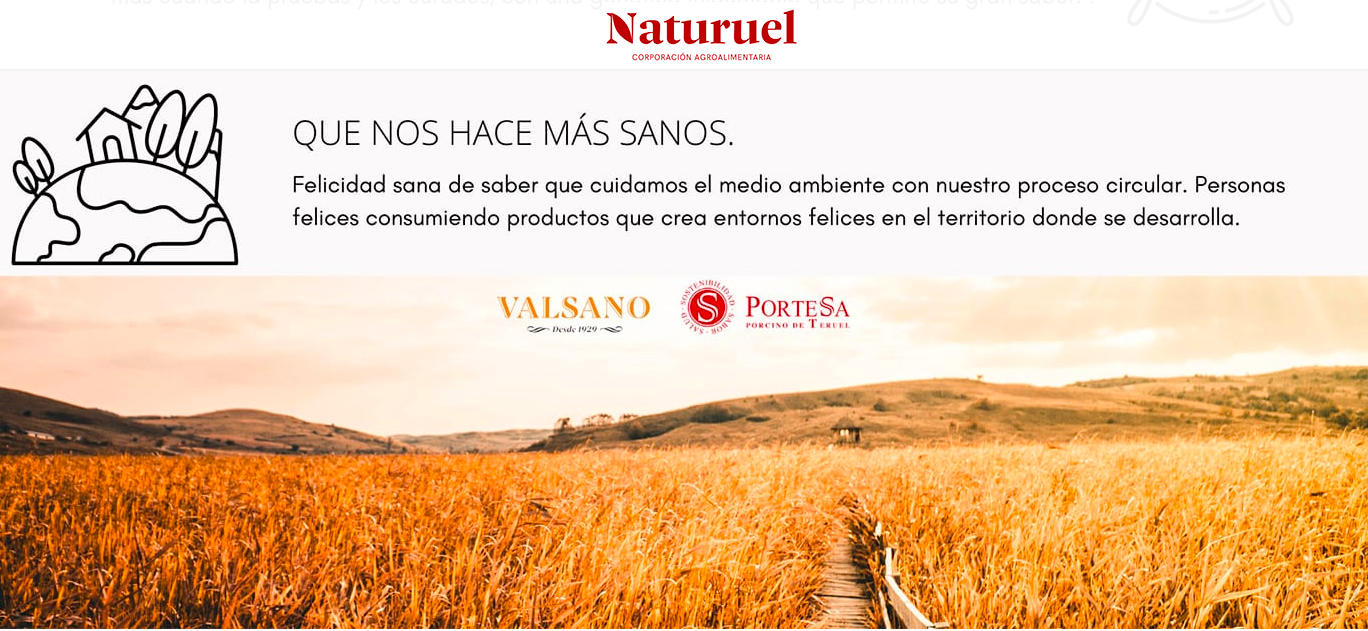 Naturuel
CORPORACIÓN AGROALIMENTARIA
QUE NOS HACE MÁS SANOS.
Felicidad sana de saber que cuidamos el medio ambiente con nuestro proceso circular. Personas
felices consumiendo productos que crea entornos felices en el territorio donde se desarrolla.
VALSANO
Desde 1929
SOSTENIBILIDAD · SABOR · SALUD ·
S
PORTESA
PORCINO DE TERUEL